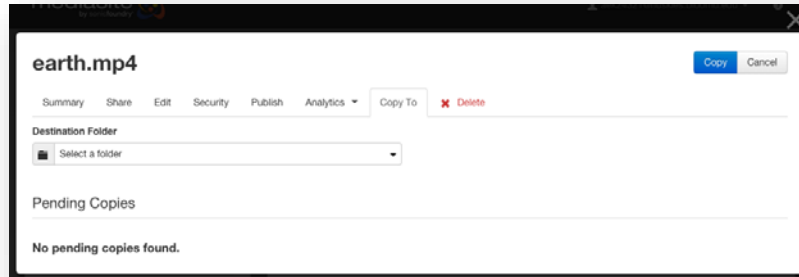 mediasite
earth.mp4
Copy
Cancel
Summary
Share
Edit
Security
Publish
Analytics
Copy To
Delete
Destination Folder
Select a folder
Pending Copies
No pending copies found.